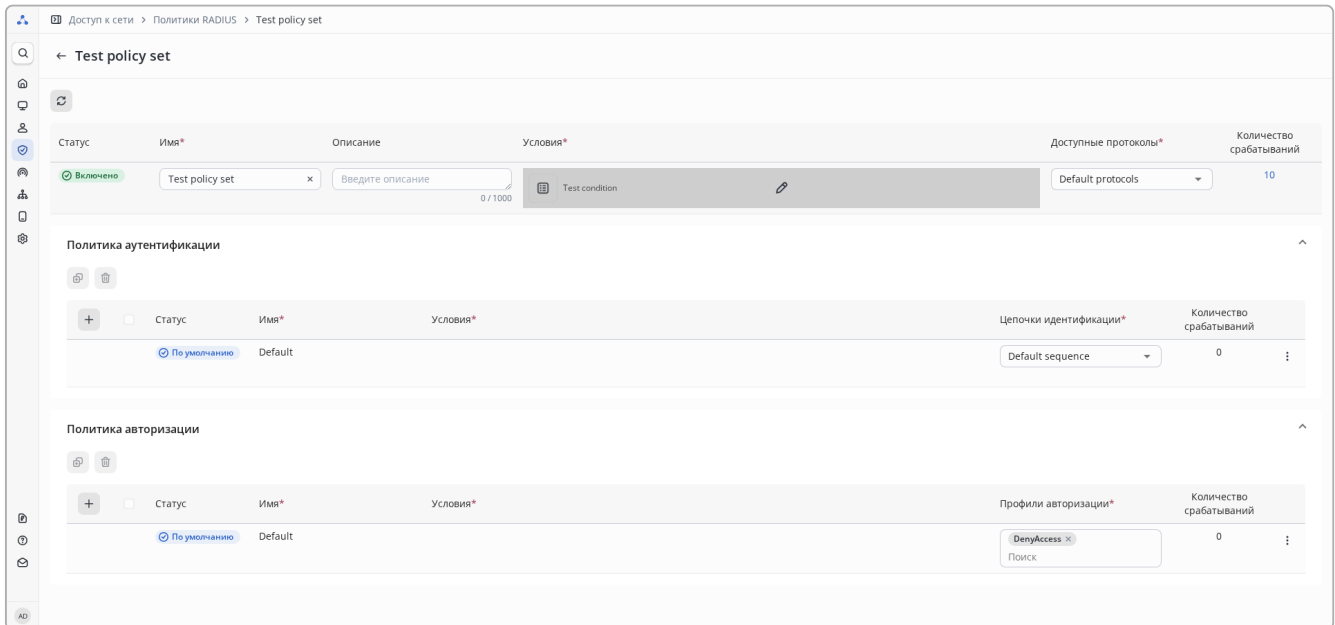 Доступ к сети > Политики RADIUS > Test policy set
← Test policy set
Статус Имя* Описание Условия* Доступные протоколы* Количество срабатываний
Включено Test policy set × Введите описание Test condition Default protocols 10
0 / 1000
Политика аутентификации
+ Статус Имя* Условия* Цепочки идентификации* Количество срабатываний
По умолчанию Default Default sequence 0
Политика авторизации
+ Статус Имя* Условия* Профили авторизации* Количество срабатываний
По умолчанию Default DenyAccess × 0
Поиск
AD